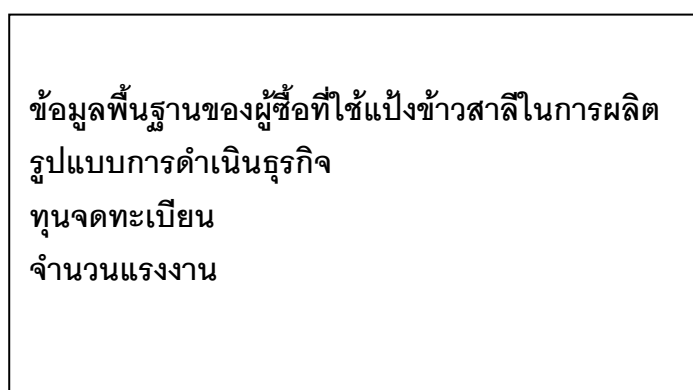 ข้อมูลพื้นฐานของผู้ซื้อที่ใช้แป้งข้าวสาลีในการผลิต
รูปแบบการดำเนินธุรกิจ
ทุนจดทะเบียน
จำนวนแรงงาน